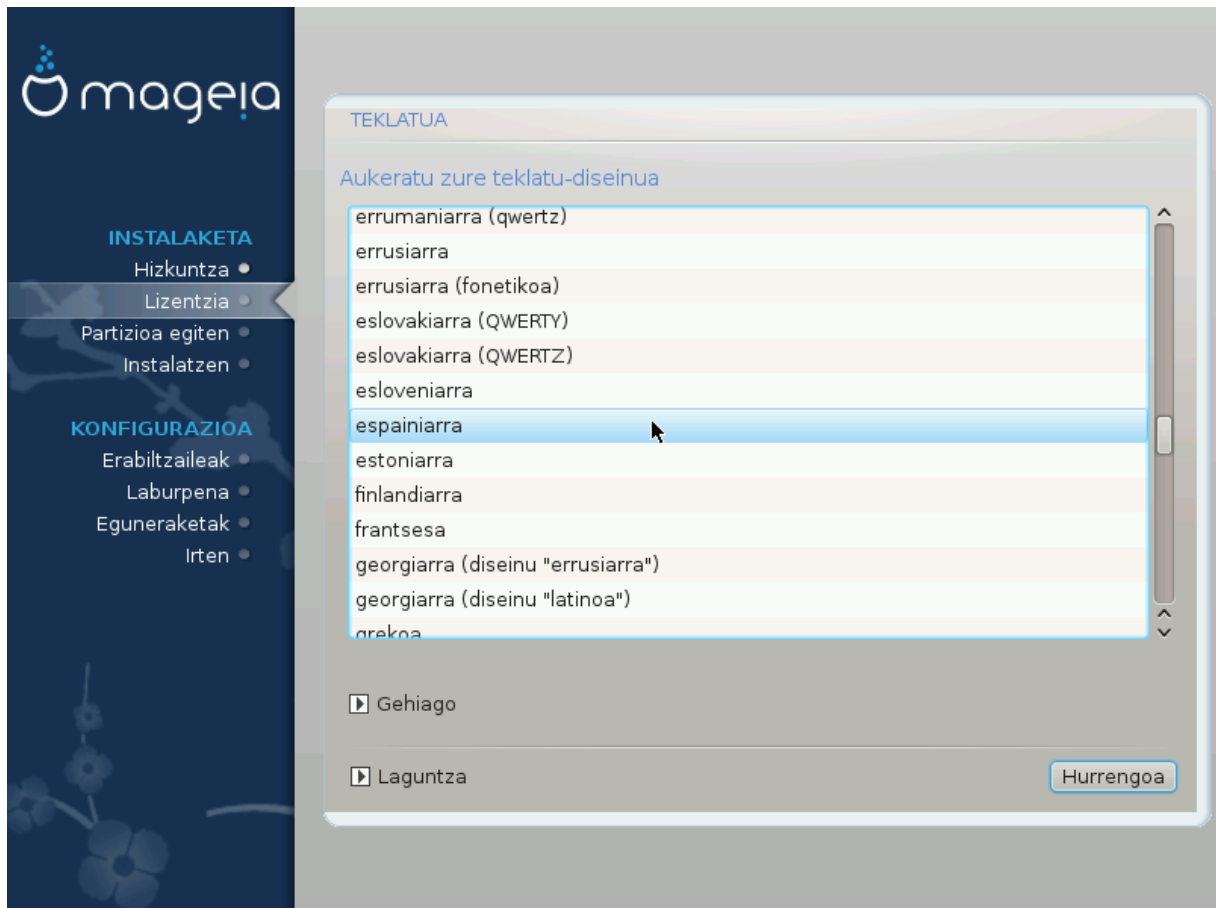 mageia
INSTALAKETA
Hizkuntza
Lizentzia
Partizioa egiten
Instalatzen
KONFIGURAZIOA
Erabiltzaileak
Laburpena
Eguneraketak
Irten
TEKLATUA
Aukeratu zure teklatu-diseinua
errumaniarra (qwertz)
errusiarra
errusiarra (fonetikoa)
eslovakiarra (QWERTY)
eslovakiarra (QWERTZ)
esloveniarra
espainiarra
estoniarra
finlandiarra
frantsesa
georgiarra (diseinu "errusiarra")
georgiarra (diseinu "latinoa")
grekoa
Gehiago
Laguntza
Hurrengoa